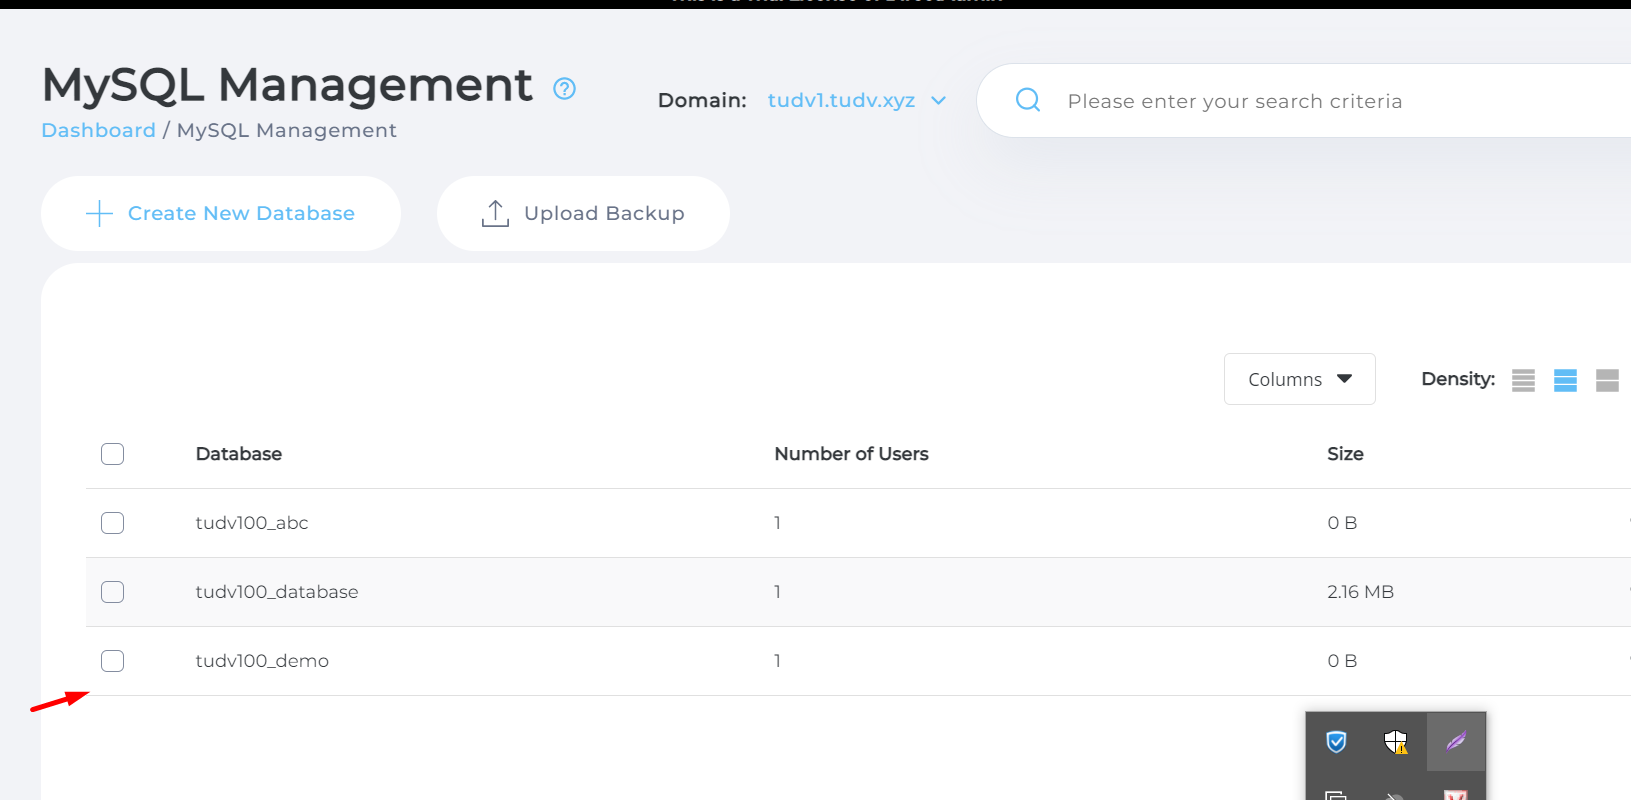 MySQL Management
Dashboard / MySQL Management
Domain: tudv1.tudv.xyz
Please enter your search criteria
Create New Database
Upload Backup
Columns
Density:
Database Number of Users Size
tudv100_abc 1 0 B
tudv100_database 1 2.16 MB
tudv100_demo 1 0 B